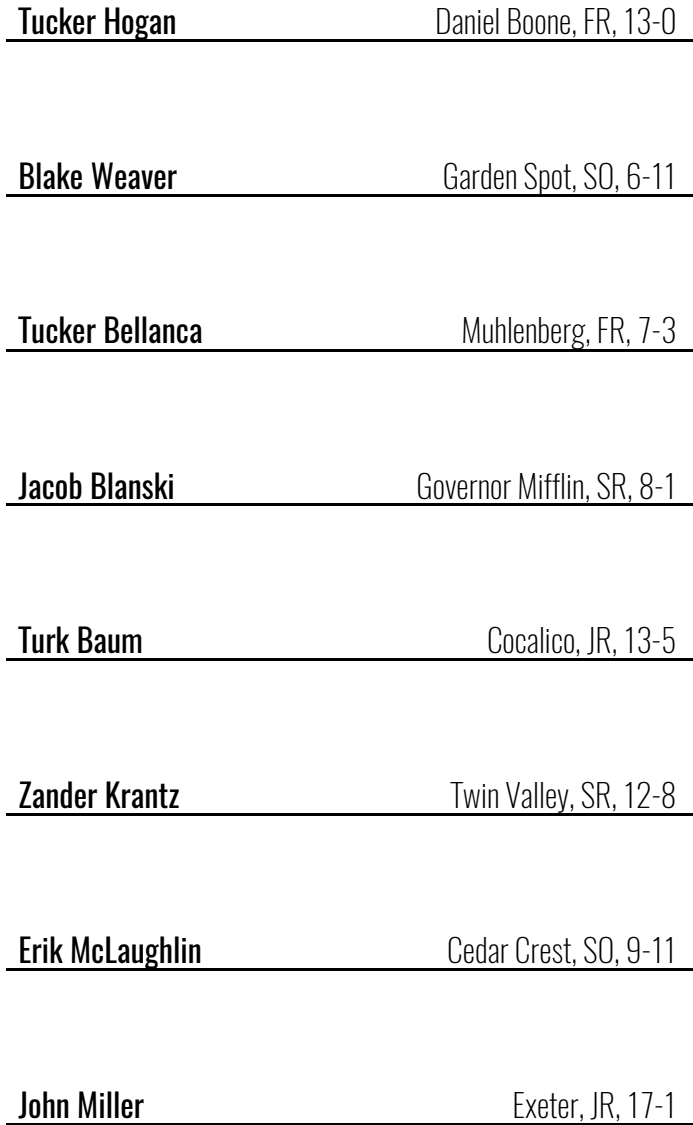 Tucker Hogan Daniel Boone, FR, 13-0
Blake Weaver Garden Spot, SO, 6-11
Tucker Bellanca Muhlenberg, FR, 7-3
Jacob Blanski Governor Mifflin, SR, 8-1
Turk Baum Cocalico, JR, 13-5
Zander Krantz Twin Valley, SR, 12-8
Erik McLaughlin Cedar Crest, SO, 9-11
John Miller Exeter, JR, 17-1